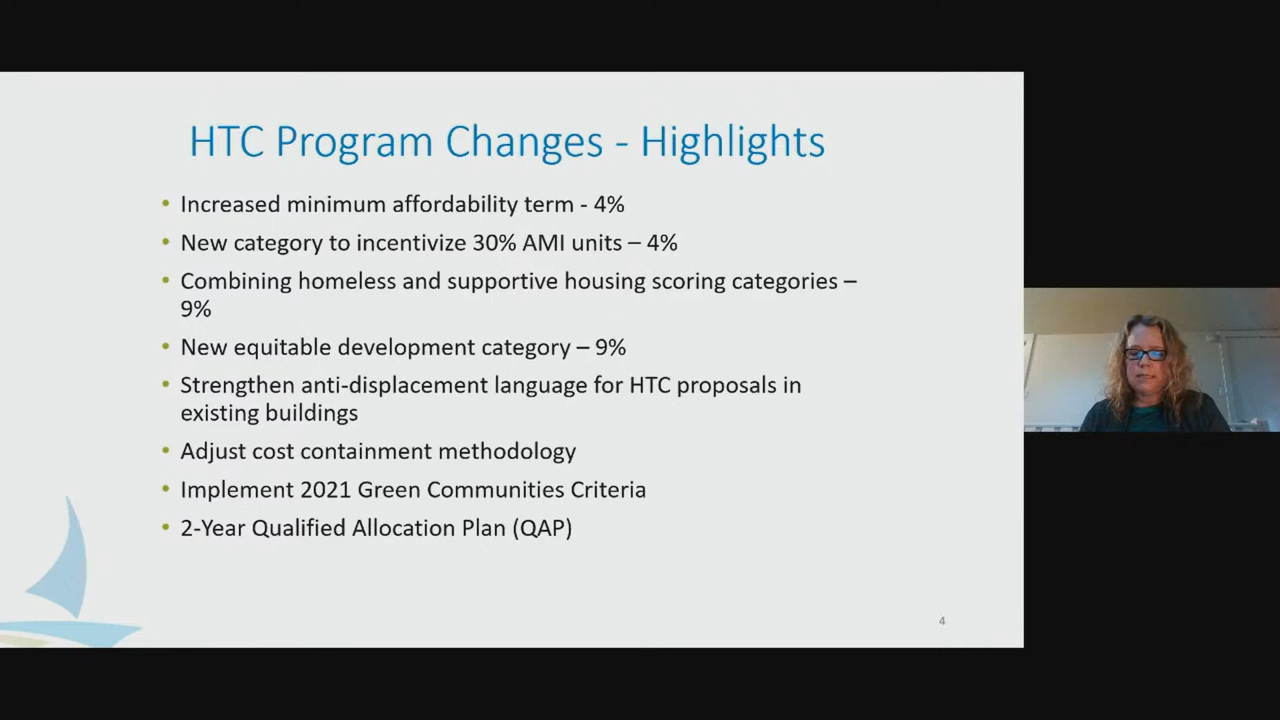 HTC Program Changes - Highlights
• Increased minimum affordability term - 4%
• New category to incentivize 30% AMI units – 4%
• Combining homeless and supportive housing scoring categories –
9%
• New equitable development category – 9%
• Strengthen anti-displacement language for HTC proposals in
existing buildings
• Adjust cost containment methodology
• Implement 2021 Green Communities Criteria
• 2-Year Qualified Allocation Plan (QAP)
4